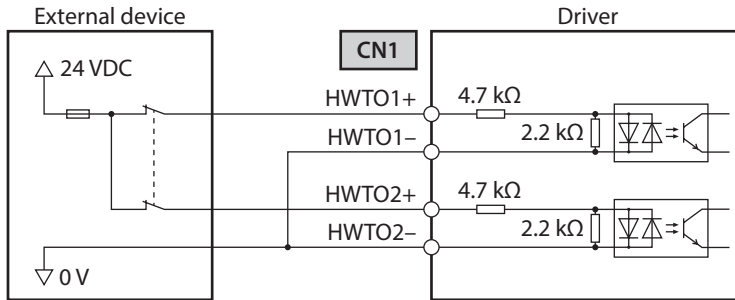 External device
Driver
CN1
24 VDC
HWTO1+
4.7 kΩ
2.2 kΩ
HWTO1−
HWTO2+
4.7 kΩ
2.2 kΩ
HWTO2−
0 V